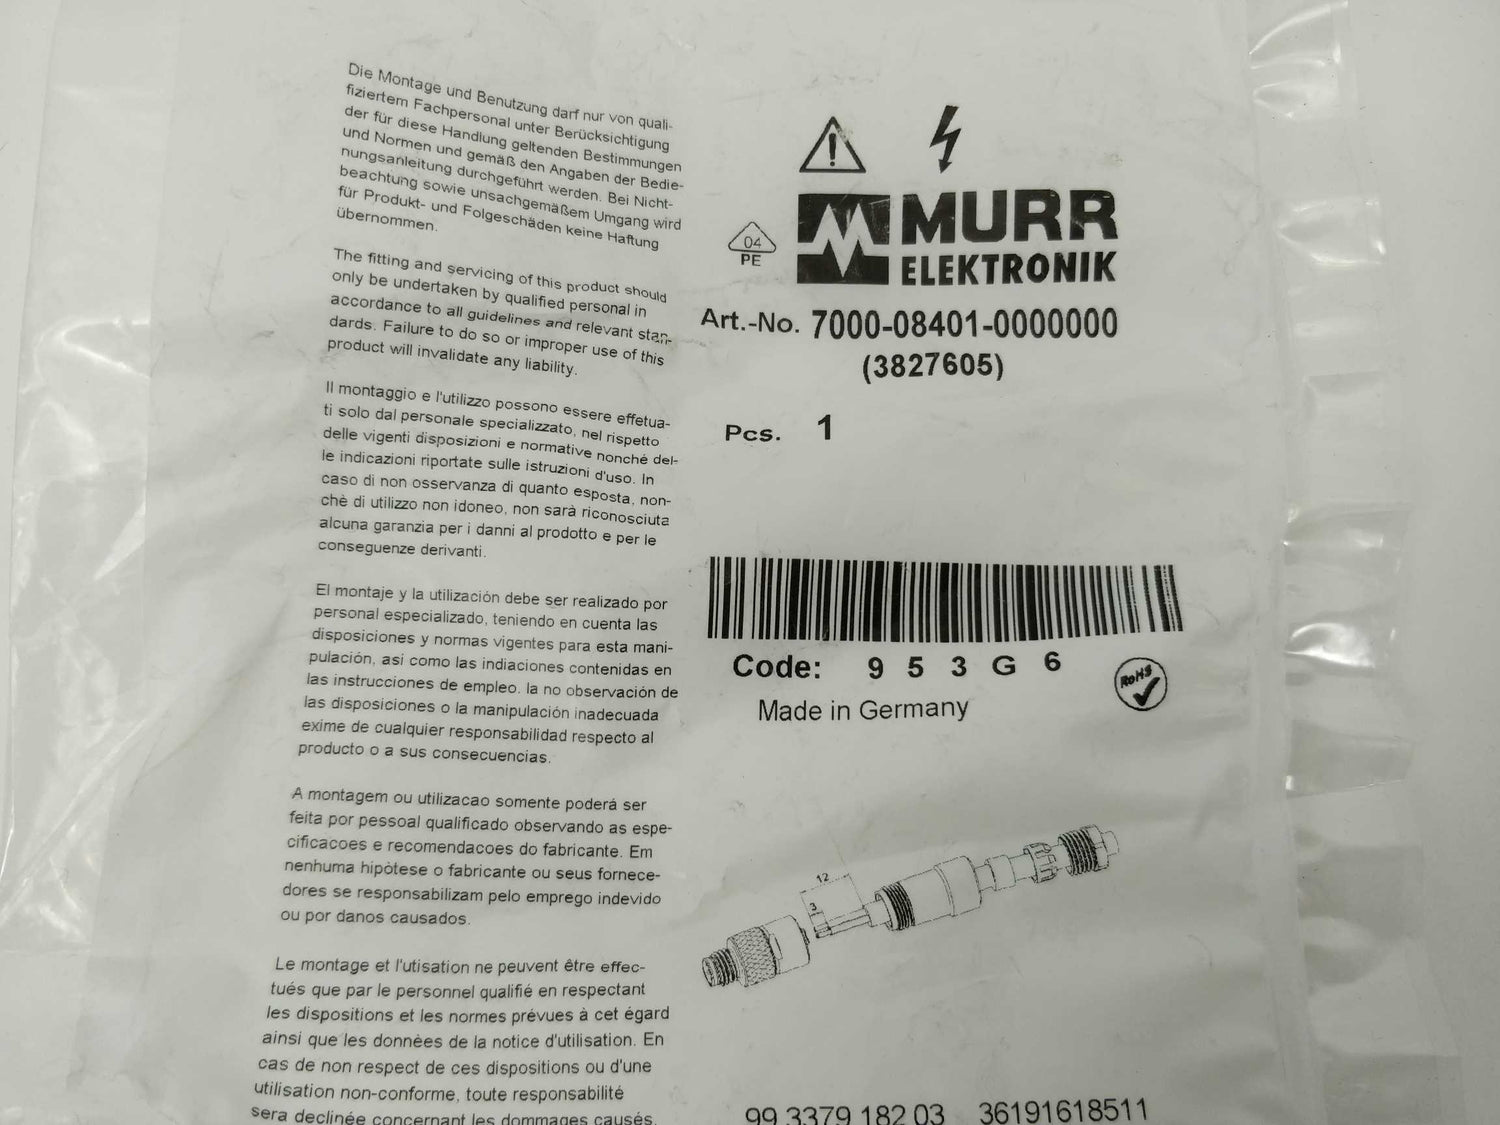 Die Montage und Benutzung darf nur von quali-
fiziertem Fachpersonal unter Berücksichtigung
der für diese Handlung geltenden Bestimmungen
und Normen und gemäß den Angaben der Bedie-
nungsanleitung durchgeführt werden. Bei Nicht-
beachtung sowie unsachgemäßem Umgang wird
für Produkt- und Folgeschäden keine Haftung
übernommen.
The fitting and servicing of this product should
only be undertaken by qualified personal in
accordance to all guidelines and relevant stan-
dards. Failure to do so or improper use of this
product will invalidate any liability.
Il montaggio e l'utilizzo possono essere effetua-
ti solo dal personale specializzato, nel rispetto
delle vigenti disposizioni e normative nonché del-
le indicazioni riportate sulle istruzioni d'uso. In
caso di non osservanza di quanto esposta, non-
chè di utilizzo non idoneo, non sarà riconosciuta
alcuna garanzia per i danni al prodotto e per le
conseguenze derivanti.
El montaje y la utilización debe ser realizado por
personal especializado, teniendo en cuenta las
disposiciones y normas vigentes para esta mani-
pulación, asi como las indiaciones contenidas en
las instrucciones de empleo. la no observación de
las disposiciones o la manipulación inadecuada
exime de cualquier responsabilidad respecto al
producto o a sus consecuencias.
A montagem ou utilizacao somente poderá ser
feita por pessoal qualificado observando as espe-
cificacoes e recomendacoes do fabricante. Em
nenhuma hipòtese o fabricante ou seus fornece-
dores se responsabilizam pelo emprego indevido
ou por danos causados.
Le montage et l'utisation ne peuvent être effec-
tués que par le personnel qualifié en respectant
les dispositions et les normes prévues à cet égard
ainsi que les donnèes de la notice d'utilisation. En
cas de non respect de ces dispositions ou d'une
utilisation non-conforme, toute responsabilité
sera declinée concernant les dommages causés.
04
PE
MURR
ELEKTRONIK
Art.-No. 7000-08401-0000000
(3827605)
Pcs. 1
Code: 9 5 3 G 6
Made in Germany
RoHS
12
3
99 3379 182 03 36191618511